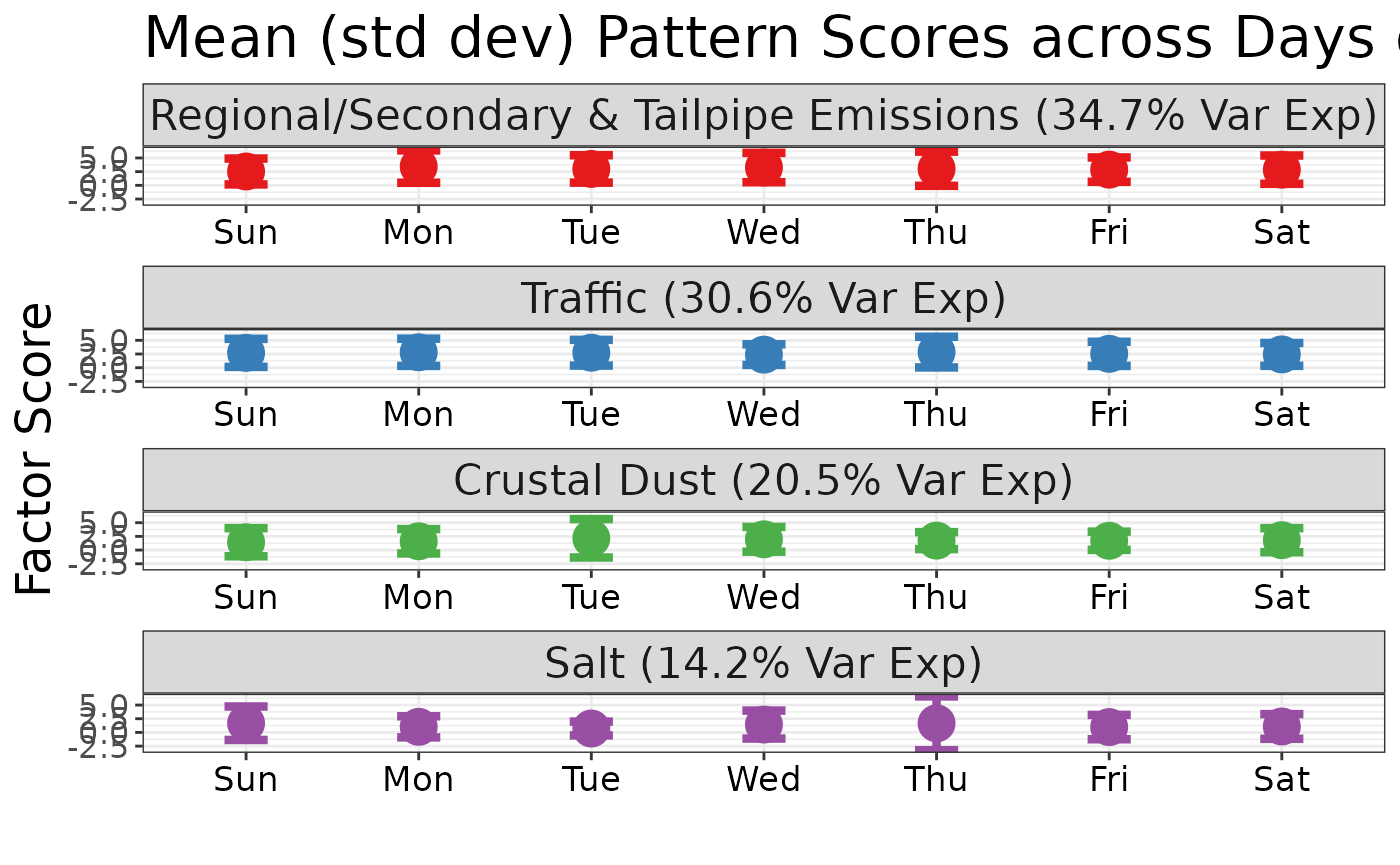 Mean (std dev) Pattern Scores across Days
Factor Score
Regional/Secondary & Tailpipe Emissions (34.7% Var Exp)
5.0
2.5
0.0
-2.5
Sun Mon Tue Wed Thu Fri Sat
Traffic (30.6% Var Exp)
5.0
2.5
0.0
-2.5
Sun Mon Tue Wed Thu Fri Sat
Crustal Dust (20.5% Var Exp)
5.0
2.5
0.0
-2.5
Sun Mon Tue Wed Thu Fri Sat
Salt (14.2% Var Exp)
5.0
2.5
0.0
-2.5
Sun Mon Tue Wed Thu Fri Sat